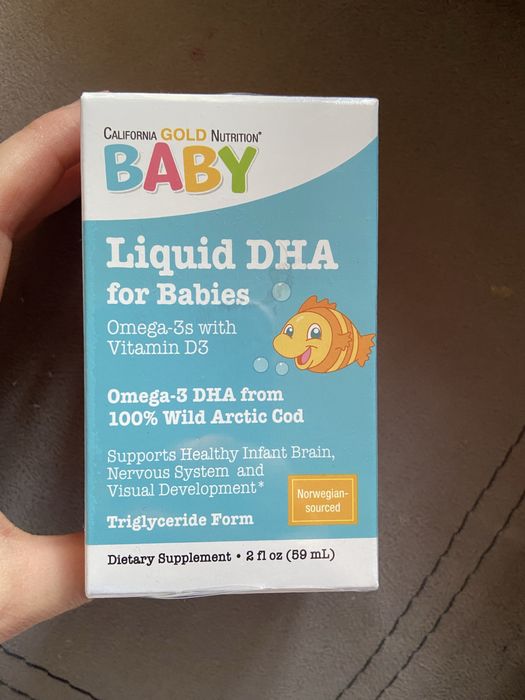 CALIFORNIA GOLD NUTRITION*
BABY
Liquid DHA
for Babies
Omega-3s with
Vitamin D3
Omega-3 DHA from
100% Wild Arctic Cod
Supports Healthy Infant Brain,
Nervous System and
Visual Development*
Norwegian-
sourced
Triglyceride Form
Dietary Supplement • 2 fl oz (59 mL)